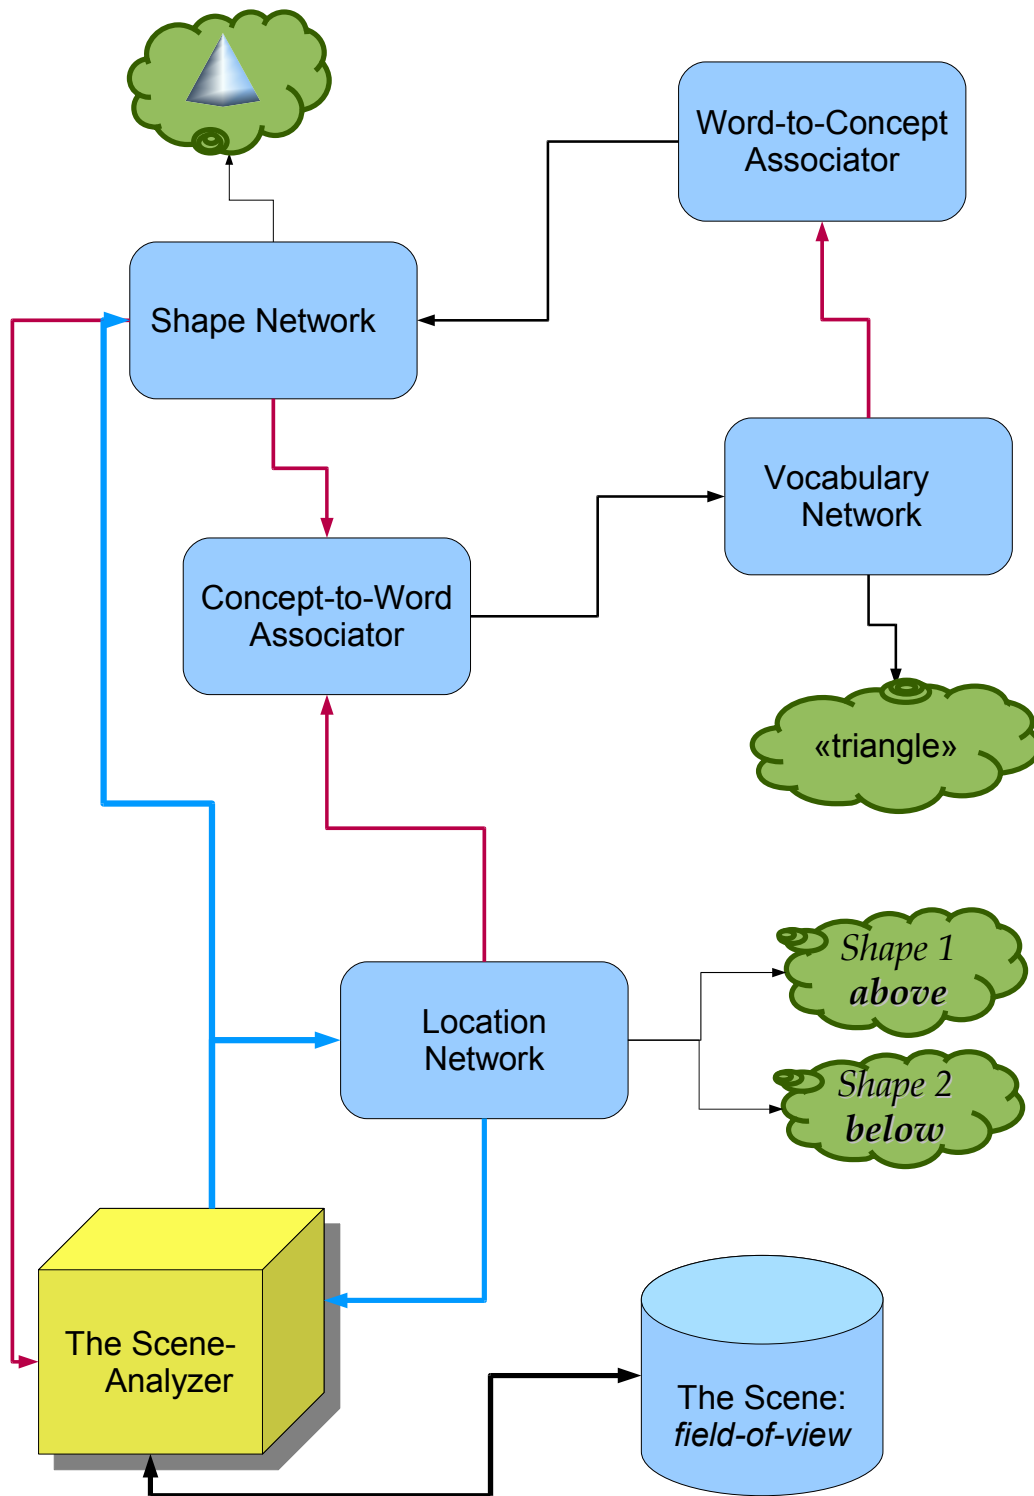 Word-to-Concept
Associator
Shape Network
Vocabulary
Network
Concept-to-Word
Associator
«triangle»
Shape 1
above
Location
Network
Shape 2
below
The Scene-
Analyzer
The Scene:
field-of-view